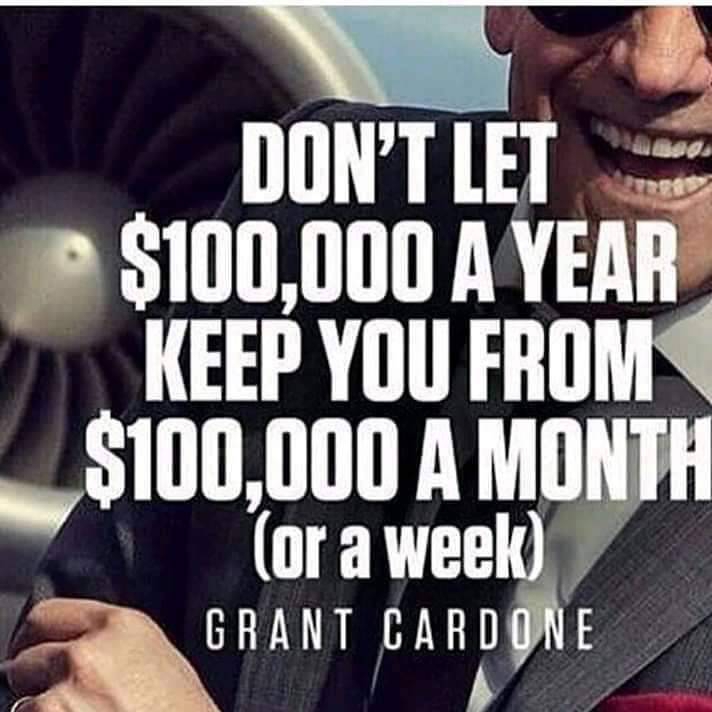 DON'T LET
$100,000 A YEAR
KEEP YOU FROM
$100,000 A MONTH
(or a week)
GRANT CARDONE